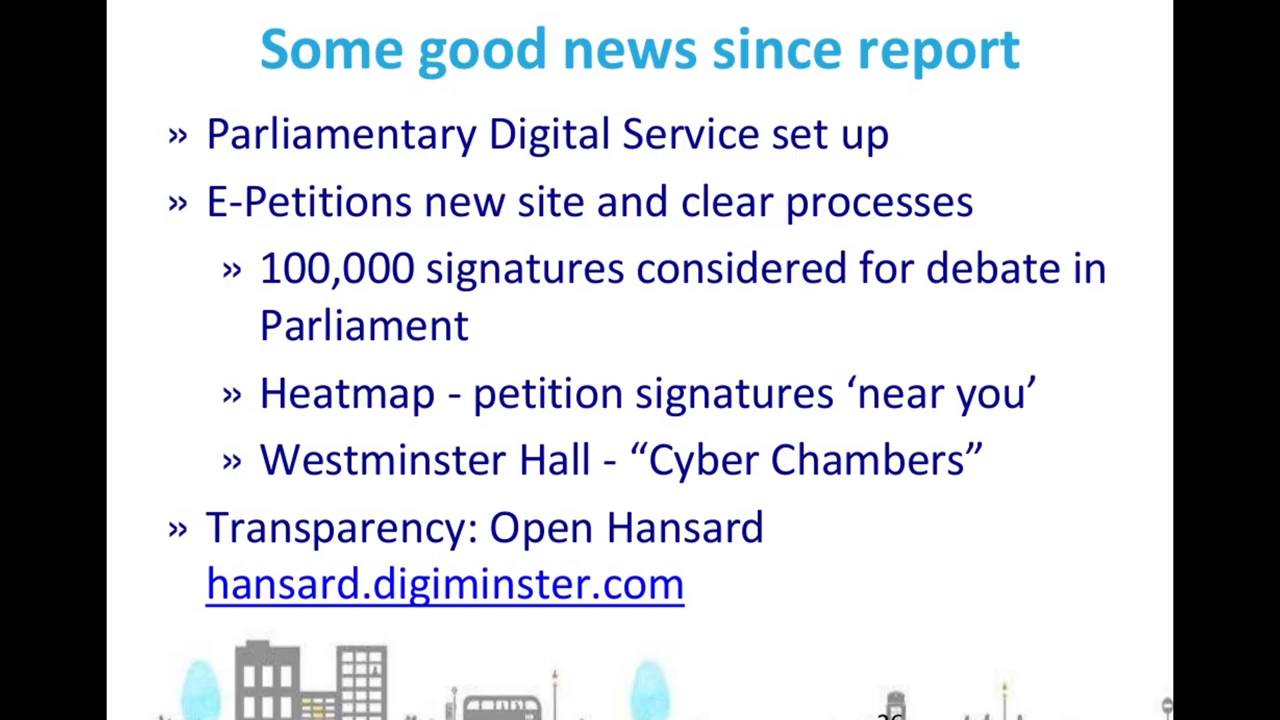 Some good news since report
» Parliamentary Digital Service set up
» E-Petitions new site and clear processes
» 100,000 signatures considered for debate in
Parliament
» Heatmap - petition signatures ‘near you’
» Westminster Hall - “Cyber Chambers”
» Transparency: Open Hansard
hansard.digiminster.com